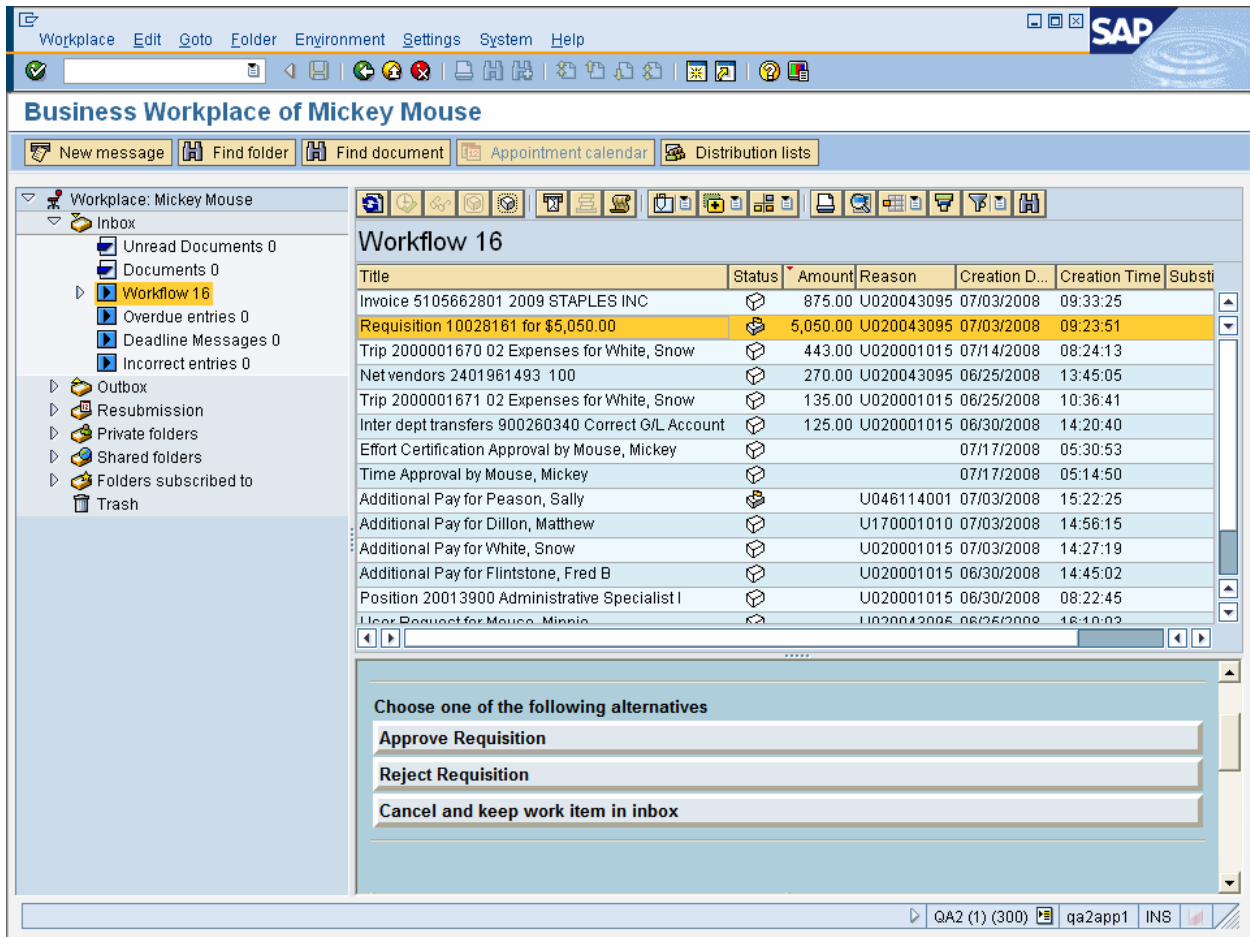 Workplace Edit Goto Folder Environment Settings System Help
SAP
Business Workplace of Mickey Mouse
New message Find folder Find document Appointment calendar Distribution lists
Workplace: Mickey Mouse
Inbox
Unread Documents 0
Documents 0
Workflow 16
Overdue entries 0
Deadline Messages 0
Incorrect entries 0
Outbox
Resubmission
Private folders
Shared folders
Folders subscribed to
Trash
Workflow 16
Title Status Amount Reason Creation D... Creation Time Substi
Invoice 5105662801 2009 STAPLES INC 875.00 U020043095 07/03/2008 09:33:25
Requisition 10028161 for $5,050.00 5,050.00 U020043095 07/03/2008 09:23:51
Trip 2000001670 02 Expenses for White, Snow 443.00 U020001015 07/14/2008 08:24:13
Net vendors 2401961493 100 270.00 U020043095 06/25/2008 13:45:05
Trip 2000001671 02 Expenses for White, Snow 135.00 U020001015 06/25/2008 10:36:41
Inter dept transfers 900260340 Correct G/L Account 125.00 U020001015 06/30/2008 14:20:40
Effort Certification Approval by Mouse, Mickey 07/17/2008 05:30:53
Time Approval by Mouse, Mickey 07/17/2008 05:14:50
Additional Pay for Peason, Sally U046114001 07/03/2008 15:22:25
Additional Pay for Dillon, Matthew U170001010 07/03/2008 14:56:15
Additional Pay for White, Snow U020001015 07/03/2008 14:27:19
Additional Pay for Flintstone, Fred B U020001015 06/30/2008 14:45:02
Position 20013900 Administrative Specialist I U020001015 06/30/2008 08:22:45
User Request for Mouse, Minnie U020043095 06/25/2008 16:10:03
Choose one of the following alternatives
Approve Requisition
Reject Requisition
Cancel and keep work item in inbox
QA2 (1) (300) qa2app1 INS